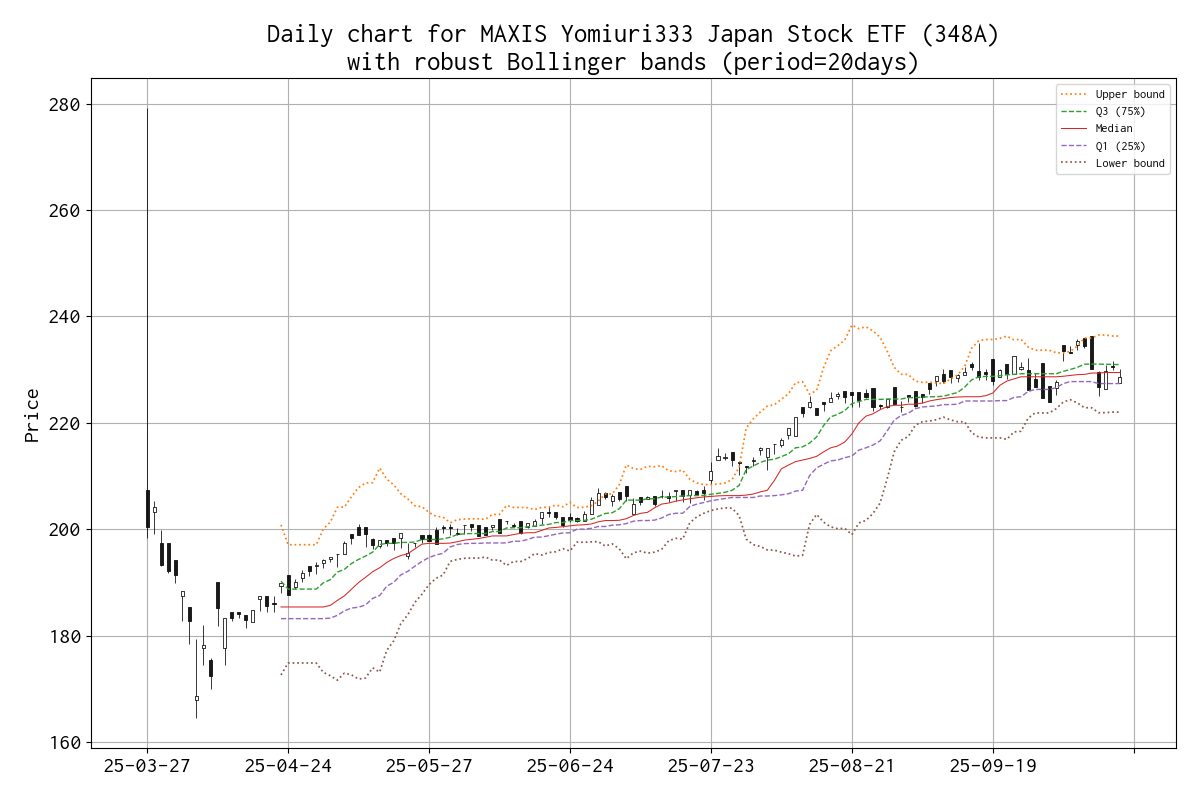 Daily chart for MAXIS Yomiuri333 Japan Stock ETF (348A)
with robust Bollinger bands (period=20days)
Upper bound
Q3 (75%)
Median
Q1 (25%)
Lower bound
Price
280
260
240
220
200
180
160
25-03-27
25-04-24
25-05-27
25-06-24
25-07-23
25-08-21
25-09-19